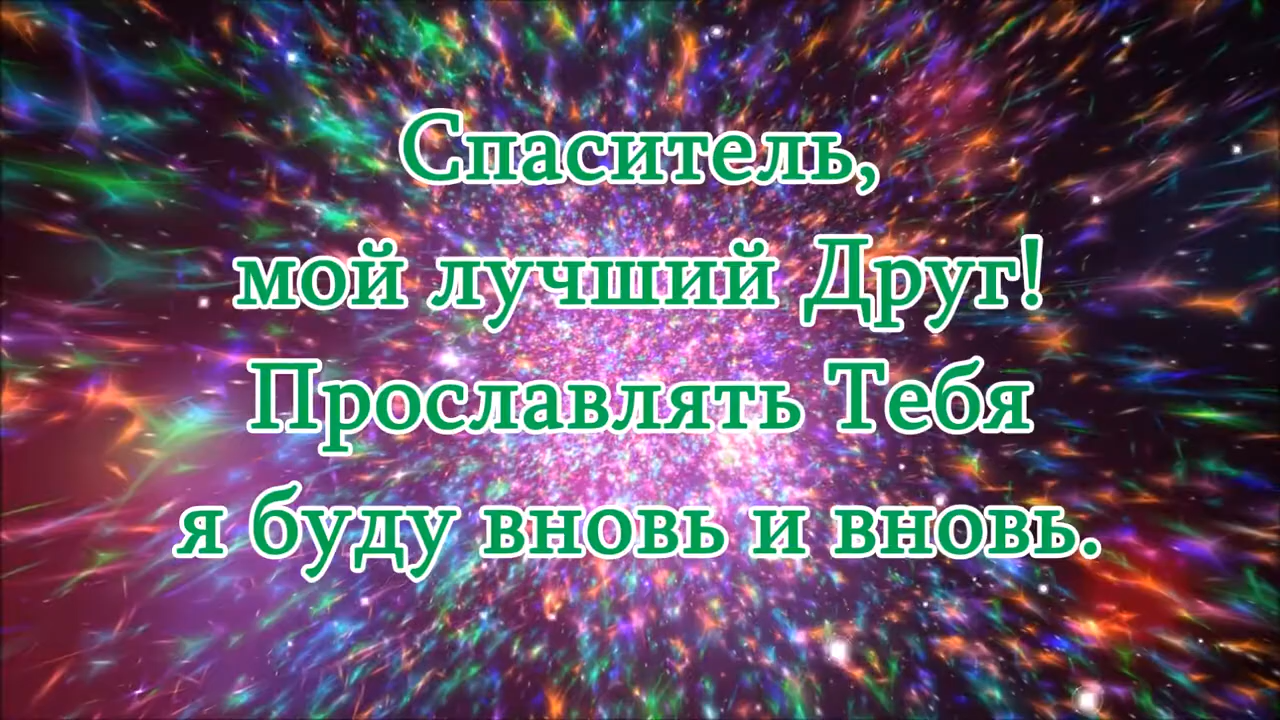 Спаситель,
мой лучший Друг!
Прославлять Тебя
я буду вновь и вновь.